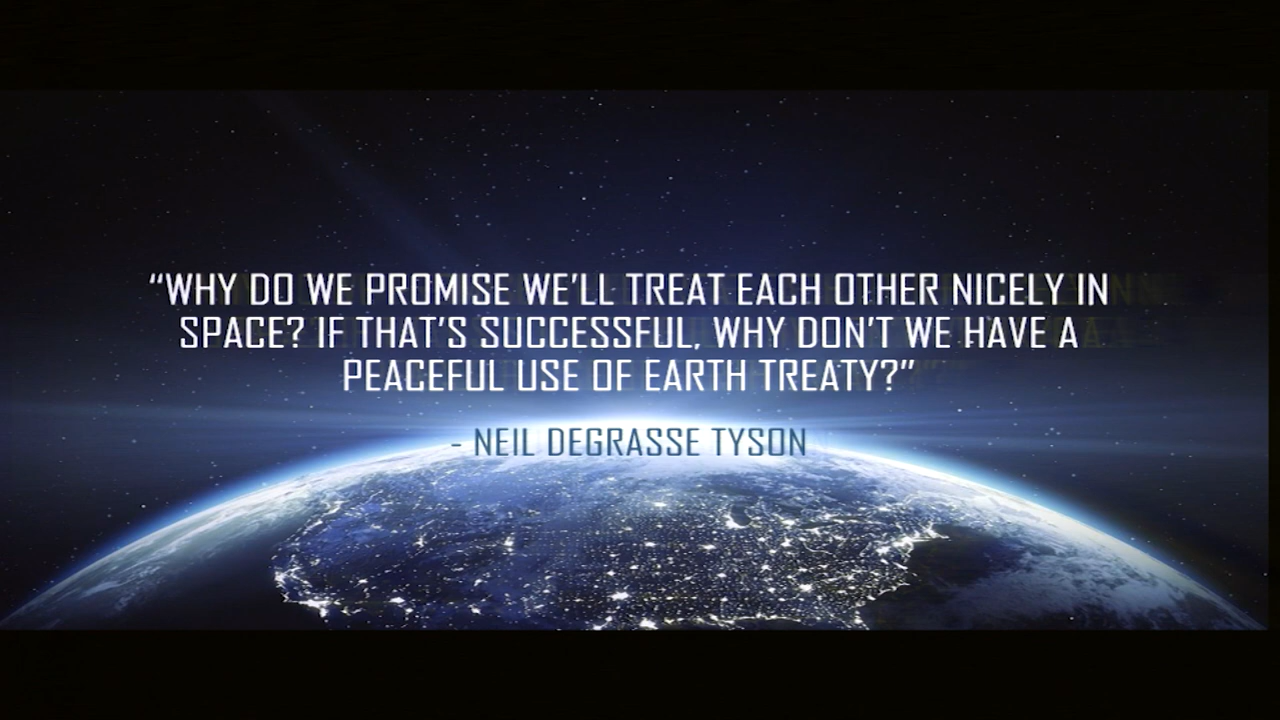 “WHY DO WE PROMISE WE’LL TREAT EACH OTHER NICELY IN
SPACE? IF THAT’S SUCCESSFUL, WHY DON’T WE HAVE A
PEACEFUL USE OF EARTH TREATY?”
- NEIL DEGRASSE TYSON